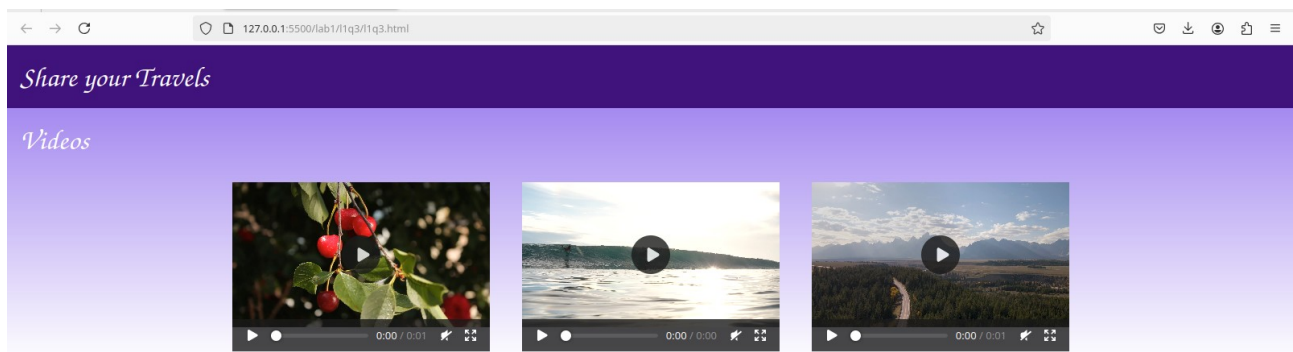 127.0.0.1:5500/lab1/l1q3/l1q3.html
Share your Travels
Videos
0:00 / 0:01 0:00 / 0:00 0:00 / 0:01